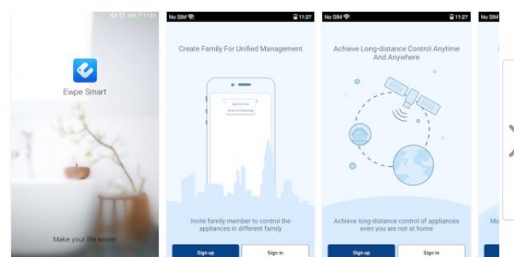 11:27
Ewpe Smart
Make your life easier
No SIM
11:27
Create Family For Unified Management
Invite family member to control the
appliances in different family
Sign up
Sign in
No SIM
11:27
Achieve Long-distance Control Anytime
And Anywhere
Achieve long-distance control of appliances
even you are not at home
Sign up
Sign in
No SIM